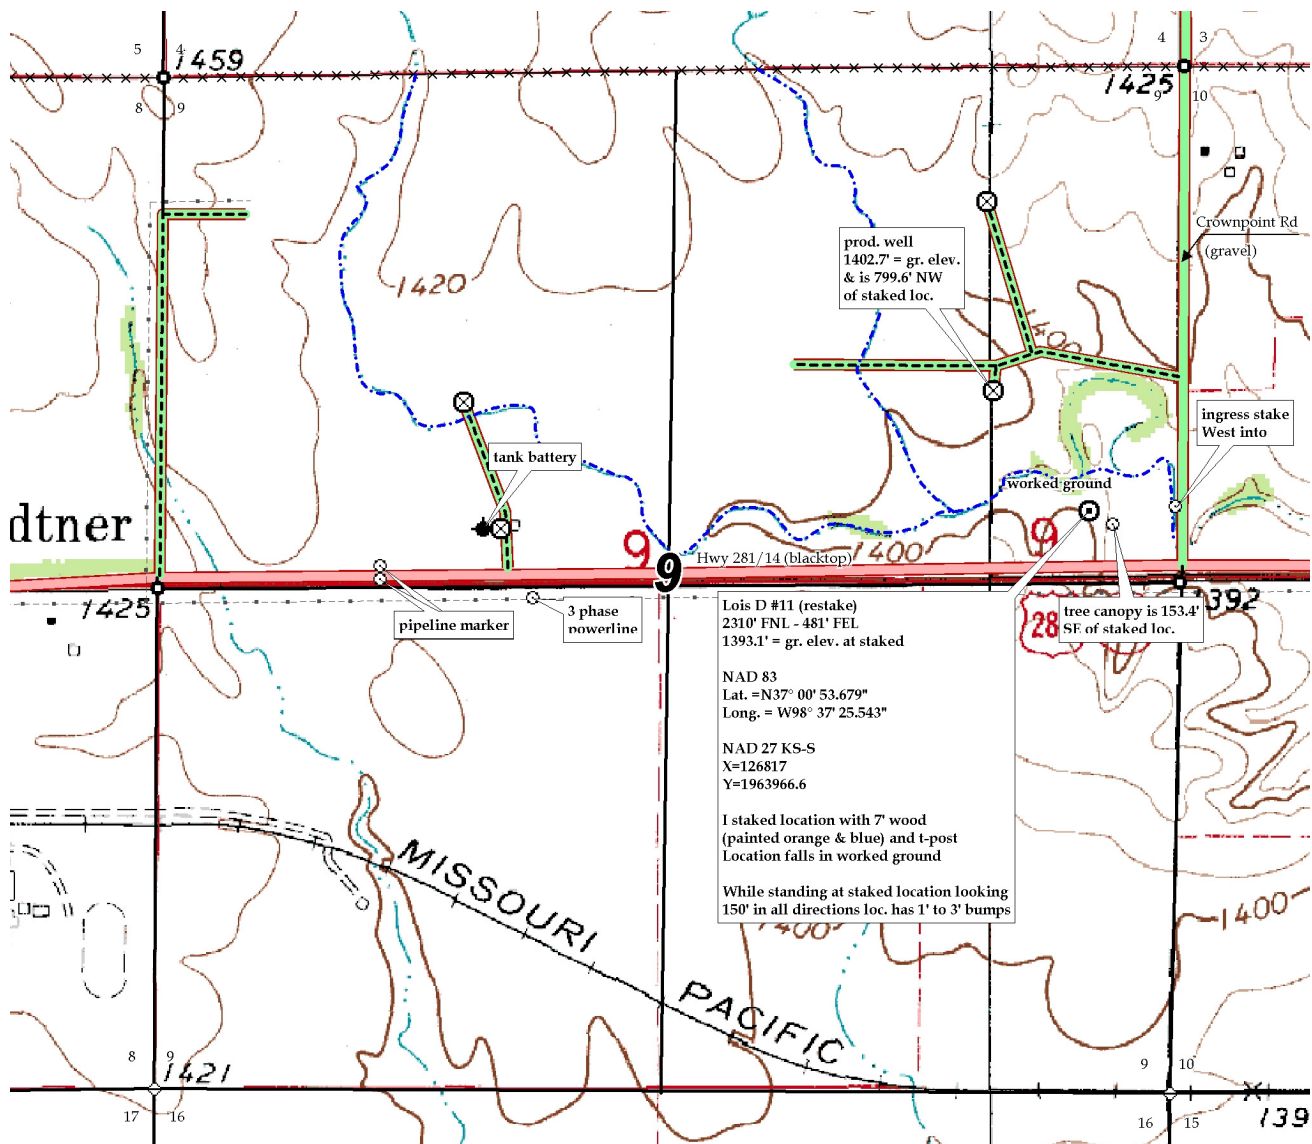 5 4
1459
8 9
4 3
1425
9 10
Crownpoint Rd
(gravel)
prod. well
1402.7' = gr. elev.
& is 799.6' NW
of staked loc.
1420
1400
ingress stake
West into
tank battery
worked ground
dtner
9
9
9
Hwy 281/14 (blacktop)
1400
1425
pipeline marker
3 phase
powerline
1392
28
tree canopy is 153.4'
SE of staked loc.
Lois D #11 (restake)
2310' FNL - 481' FEL
1393.1' = gr. elev. at staked
NAD 83
Lat. =N37° 00' 53.679"
Long. = W98° 37' 25.543"
NAD 27 KS-S
X=126817
Y=1963966.6
I staked location with 7' wood
(painted orange & blue) and t-post
Location falls in worked ground
While standing at staked location looking
150' in all directions loc. has 1' to 3' bumps
MISSOURI
PACIFIC
1400
1400
8 9
1421
17 16
9 10
16 15
139